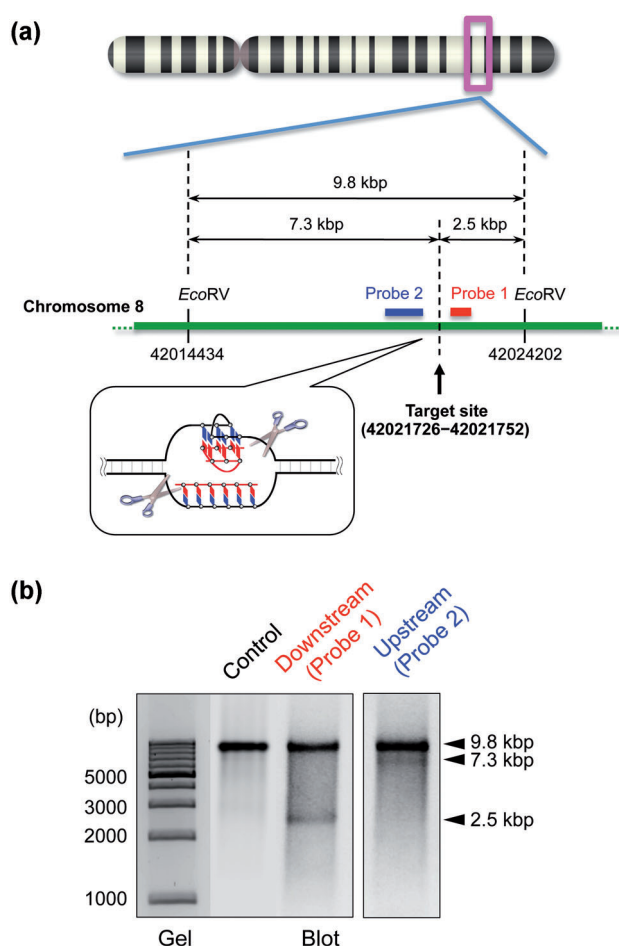 (a)
9.8 kbp
7.3 kbp 2.5 kbp
EcoRV Probe 2 Probe 1 EcoRV
Chromosome 8
42014434 42024202
Target site
(42021726–42021752)
(b)
Control
Downstream
(Probe 1)
Upstream
(Probe 2)
(bp)
9.8 kbp
7.3 kbp
5000
3000
2.5 kbp
2000
1000
Gel Blot